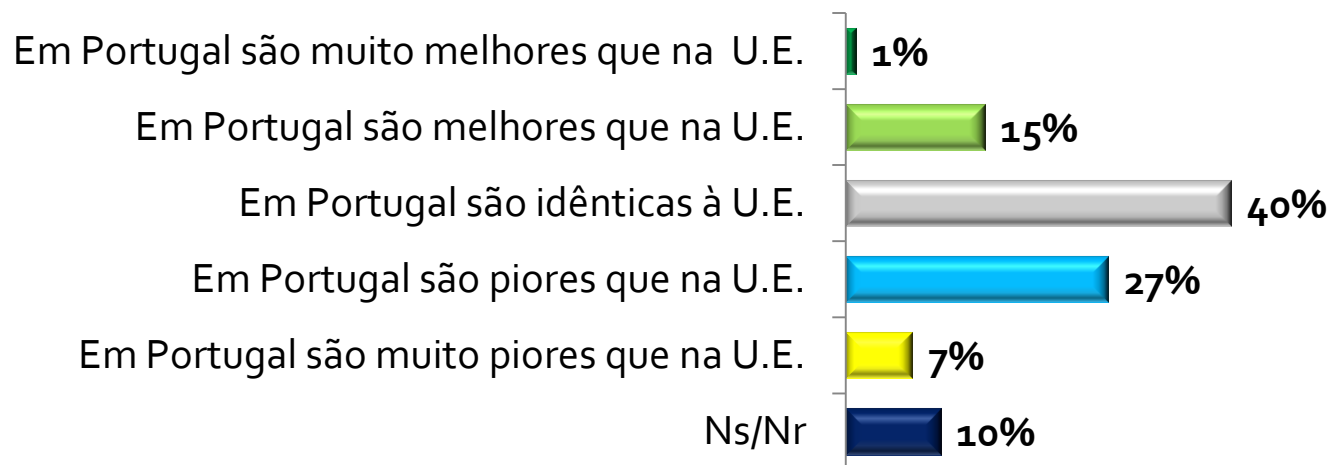 Em Portugal são muito melhores que na U.E. 1%
Em Portugal são melhores que na U.E. 15%
Em Portugal são idênticas à U.E. 40%
Em Portugal são piores que na U.E. 27%
Em Portugal são muito piores que na U.E. 7%
Ns/Nr 10%